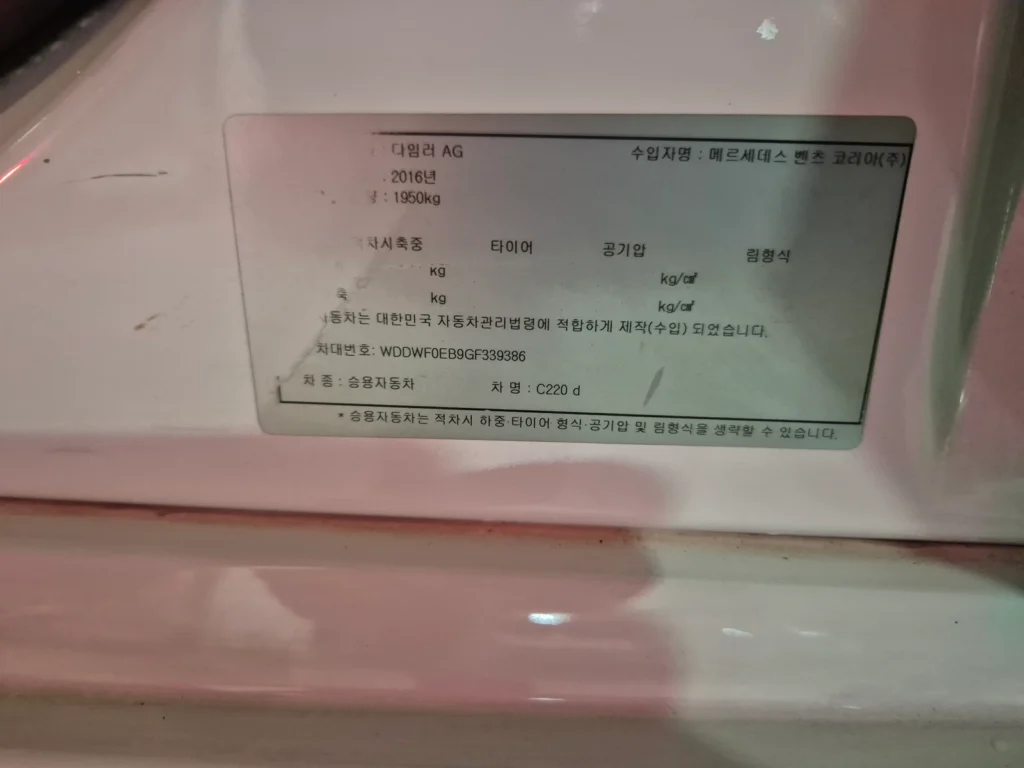 다임러 AG 수입자명 : 메르세데스 벤츠 코리아(주)
2016년
: 1950kg
차시축중 타이어 공기압 림형식
kg kg/㎠
축 kg kg/㎠
자동차는 대한민국 자동차관리법령에 적합하게 제작(수입) 되었습니다.
차대번호: WDDWF0EB9GF339386
차 종 : 승용자동차 차 명 : C220 d
* 승용자동차는 적차시 하중·타이어 형식·공기압 및 림형식을 생략할 수 있습니다.